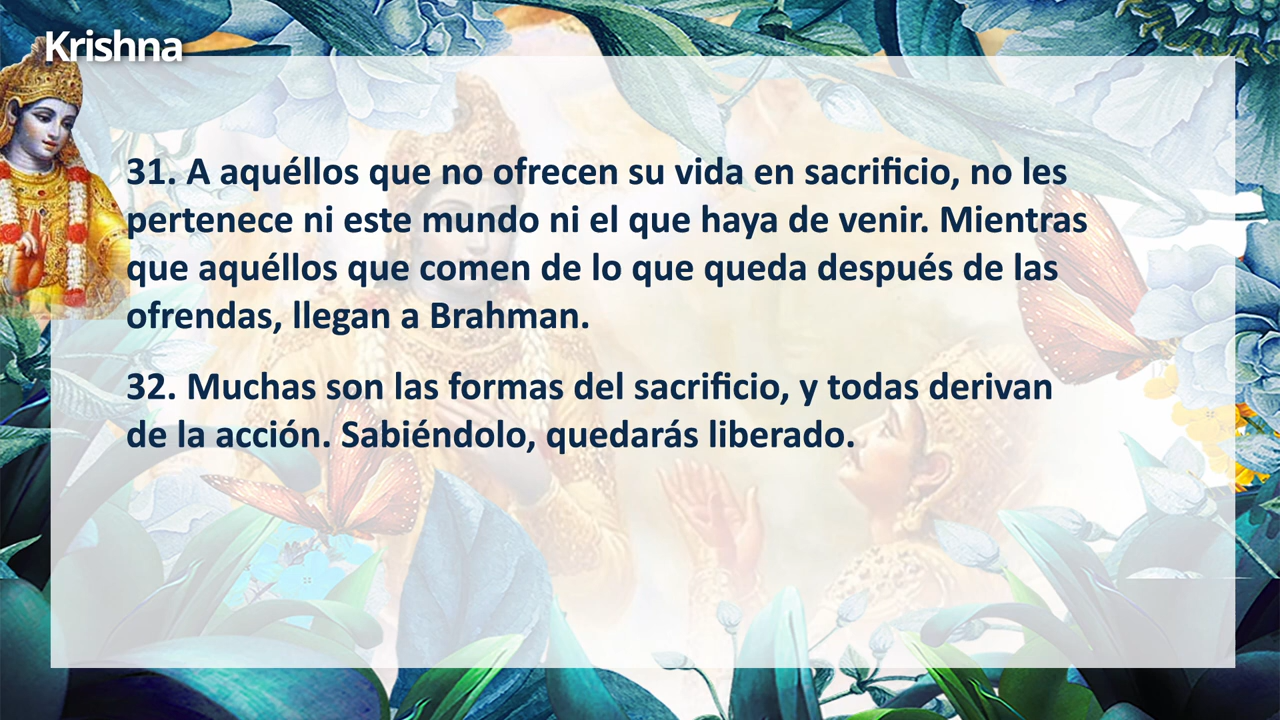 Krishna
31. A aquéllos que no ofrecen su vida en sacrificio, no les
pertenece ni este mundo ni el que haya de venir. Mientras
que aquéllos que comen de lo que queda después de las
ofrendas, llegan a Brahman.
32. Muchas son las formas del sacrificio, y todas derivan
de la acción. Sabiéndolo, quedarás liberado.